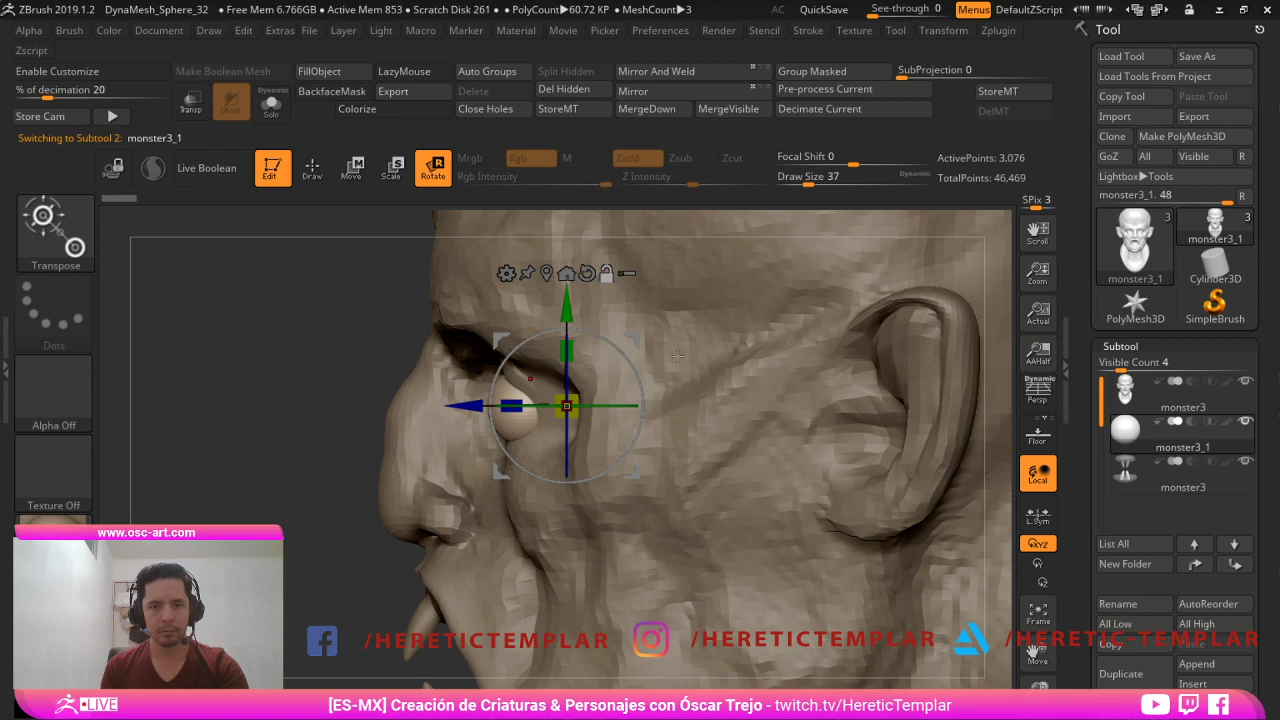 ZBrush 2019.1.2 DynaMesh_Sphere_32 • Free Mem 6.766GB • Active Mem 853 • Scratch Disk 261 • PolyCount▶60.72 KP • MeshCount▶3 AC QuickSave See-through 0 Menus DefaultZScript
Alpha Brush Color Document Draw Edit Extras File Layer Light Macro Marker Material Movie Picker Preferences Render Stencil Stroke Texture Tool Transform Zplugin
Zscript
Enable Customize Make Boolean Mesh FillObject LazyMouse Auto Groups Split Hidden Mirror And Weld Group Masked SubProjection 0
% of decimation 20 Transp Ghost Dynamic Solo BackfaceMask Export Delete Del Hidden Mirror Pre-process Current StoreMT
Store Cam Colorize Close Holes StoreMT MergeDown MergeVisible Decimate Current DelMT
Switching to Subtool 2: monster3_1
Live Boolean Edit Draw Move Scale Rotate Mrgb Rgb M Zadd Zsub Zcut Focal Shift 0 ActivePoints: 3,076
Rgb Intensity Z Intensity Draw Size 37 Dynamic TotalPoints: 46,469
Transpose
Dots
Alpha Off
Texture Off
SPix 3
Scroll
Zoom
Actual
AAHalf
Dynamic
Persp
Floor
Local
L.Sym
XYZ
Frame
Move
Tool
Load Tool Save As
Load Tools From Project
Copy Tool Paste Tool
Import Export
Clone Make PolyMesh3D
GoZ All Visible R
Lightbox▶Tools
monster3_1. 48 R
3 3
monster3_1
monster3_1 Cylinder3D
PolyMesh3D SimpleBrush
Subtool
Visible Count 4
monster3
monster3_1
monster3
List All
New Folder
Rename AutoReorder
All Low All High
Copy Paste
Duplicate Append
Insert
www.osc-art.com
/HERETICTEMPLAR /HERETICTEMPLAR /HERETIC-TEMPLAR
LIVE [ES-MX] Creación de Criaturas & Personajes con Óscar Trejo - twitch.tv/HereticTemplar